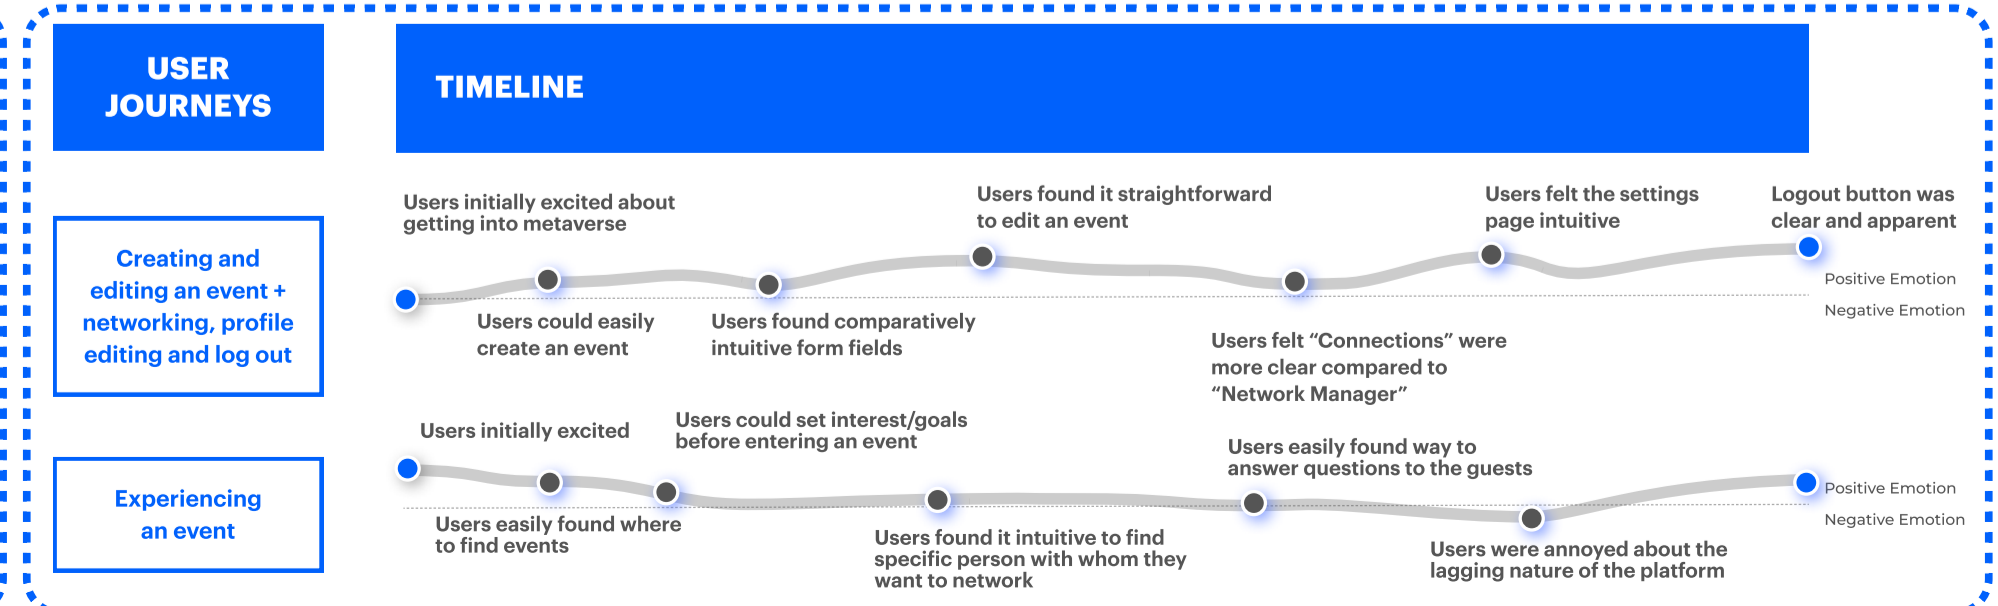 USER
JOURNEYS
TIMELINE
Creating and
editing an event +
networking, profile
editing and log out
Users initially excited about
getting into metaverse
Users could easily
create an event
Users found comparatively
intuitive form fields
Users found it straightforward
to edit an event
Users felt “Connections” were
more clear compared to
“Network Manager”
Users felt the settings
page intuitive
Logout button was
clear and apparent
Positive Emotion
Negative Emotion
Experiencing
an event
Users initially excited
Users easily found where
to find events
Users could set interest/goals
before entering an event
Users found it intuitive to find
specific person with whom they
want to network
Users easily found way to
answer questions to the guests
Users were annoyed about the
lagging nature of the platform
Positive Emotion
Negative Emotion